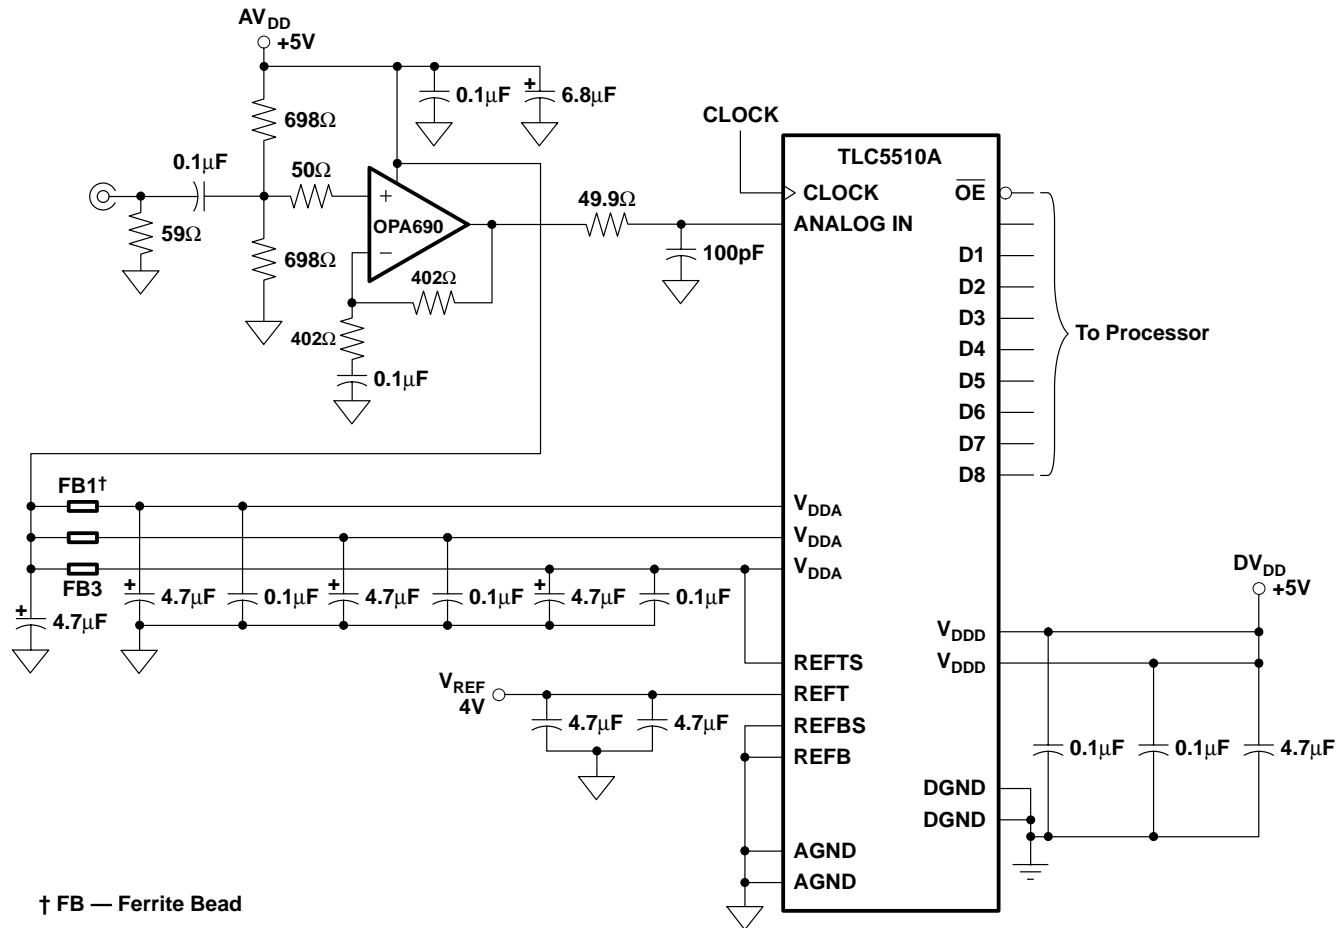 AVDD
+5V
698Ω
0.1µF
6.8µF
+
CLOCK
TLC5510A
0.1µF
50Ω
+
OPA690
−
49.9Ω
CLOCK
OE
ANALOG IN
59Ω
698Ω
402Ω
100pF
D1
D2
D3
D4
D5
D6
D7
D8
To Processor
402Ω
0.1µF
FB1†
FB3
VDDA
VDDA
VDDA
+
4.7µF
+
4.7µF
0.1µF
+
4.7µF
0.1µF
+
4.7µF
0.1µF
DVDD
+5V
VDDD
VDDD
REFTS
VREF
4V
REFT
4.7µF
4.7µF
REFBS
REFB
0.1µF
0.1µF
4.7µF
DGND
DGND
AGND
AGND
† FB — Ferrite Bead